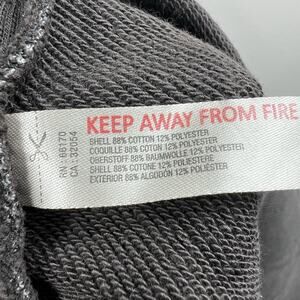 KEEP AWAY FROM FIRE
SHELL 88% COTTON 12% POLYESTER
COQUILLE 88% COTON 12% POLYESTER
OBERSTOFF 88% BAUMWOLLE 12% POLYESTER
SHELL 88% COTONE 12% POLIESTERE
EXTERIOR 88% ALGODÓN 12% POLIÉSTER
RN - 66170
CA - 32054